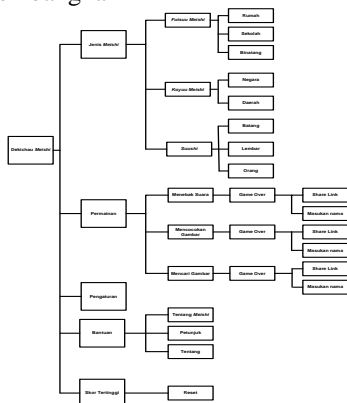 Rumah
Futsuu Meishi
Jenis Meishi
Sekolah
Binatang
Negara
Koyuu Meishi
Daerah
Batang
Dekichau Meishi
Suushi
Lembar
Orang
Menebak Suara
Game Over
Share Link
Masukan nama
Permainan
Mencocokan
Gambar
Game Over
Share Link
Masukan nama
Mencari Gambar
Game Over
Share Link
Masukan nama
Pengaturan
Tentang Meishi
Bantuan
Petunjuk
Tentang
Skor Tertinggi
Reset